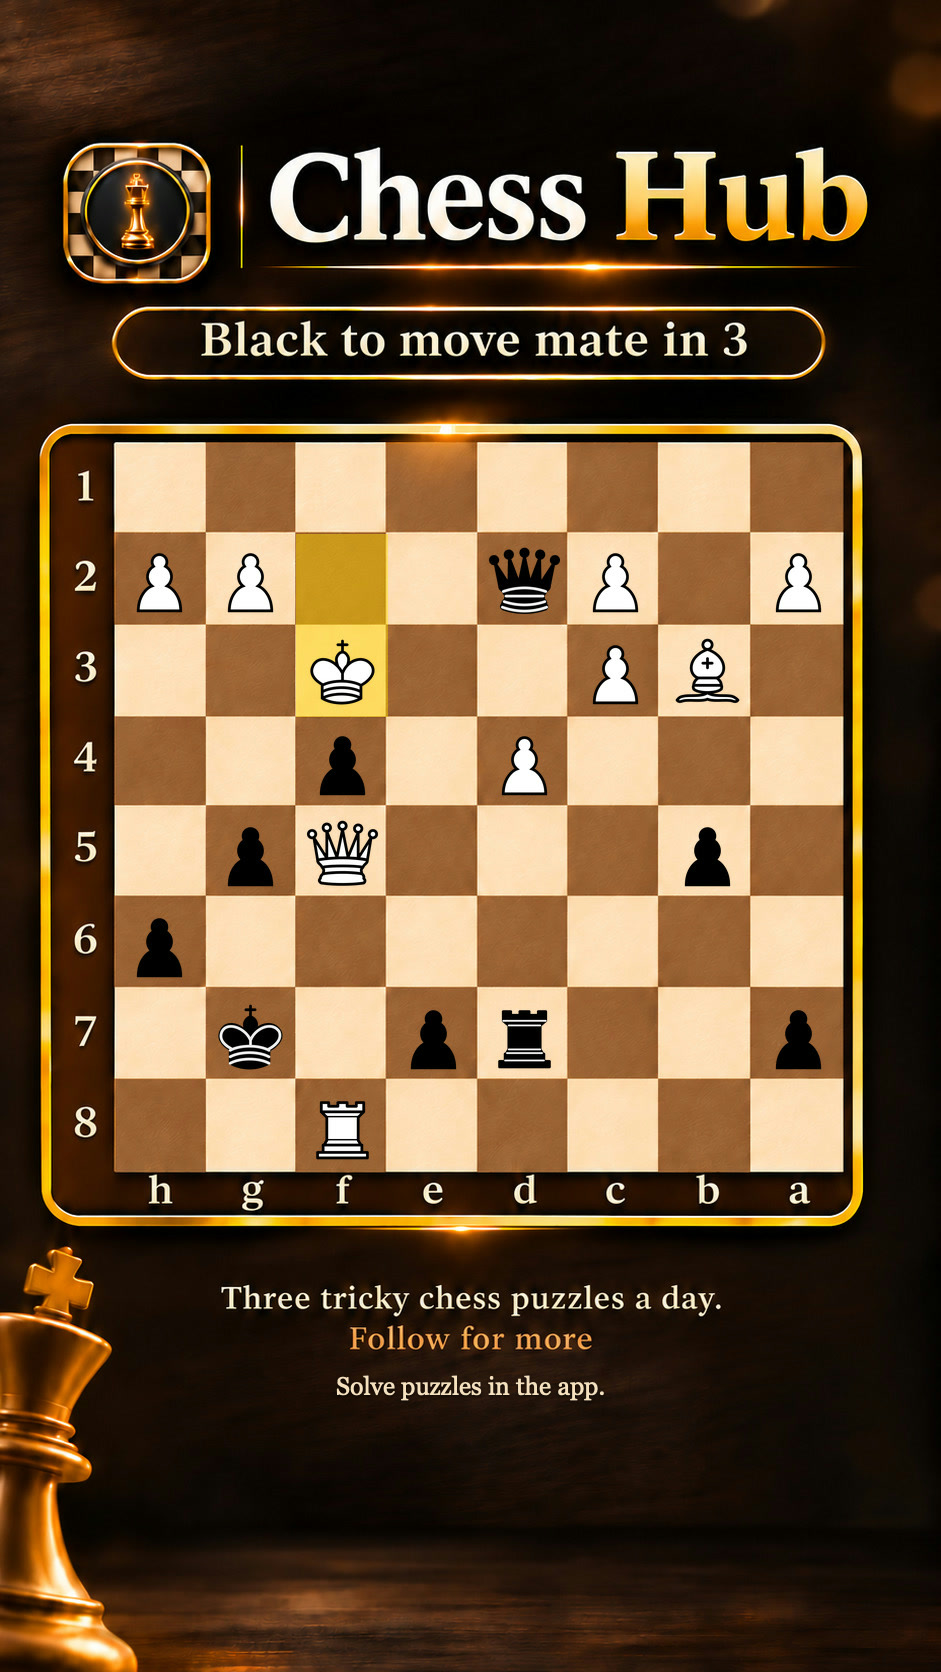 Chess Hub
Black to move mate in 3
1
2
3
4
5
6
7
8
h g f e d c b a
Three tricky chess puzzles a day.
Follow for more
Solve puzzles in the app.